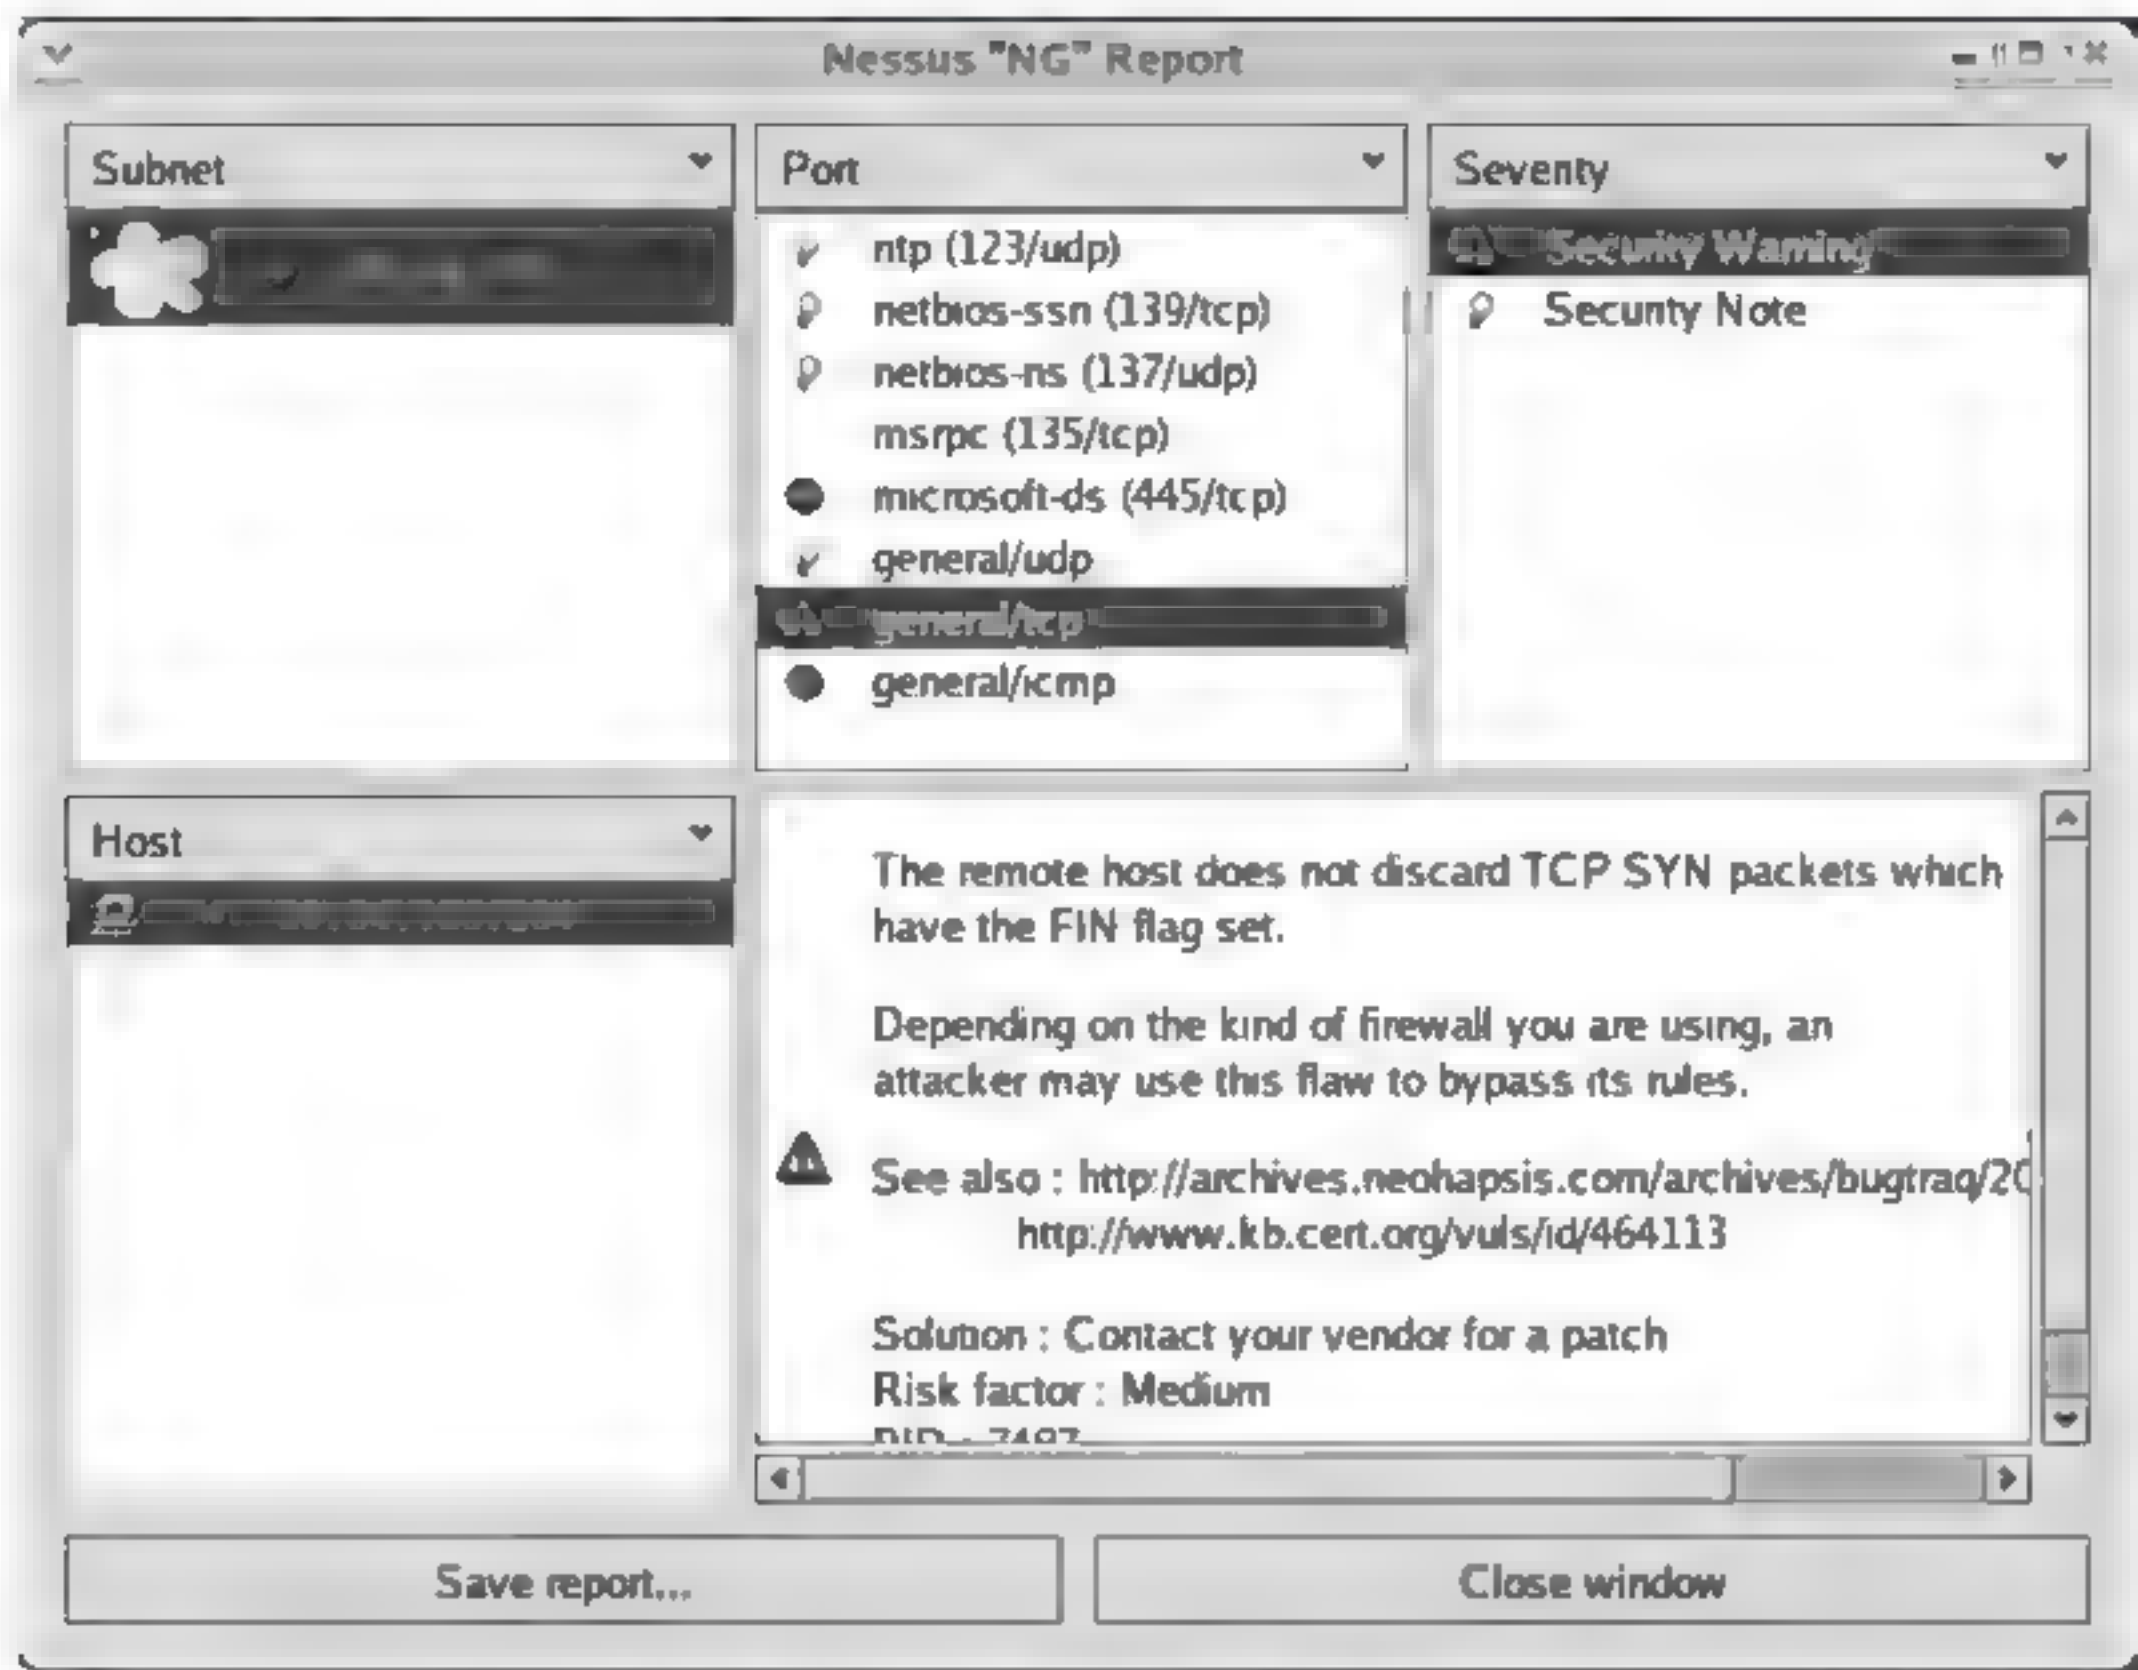 Nessus "NG" Report
Subnet
Port
Severity
ntp (123/udp)
netbios-ssn (139/tcp)
netbios-ns (137/udp)
msrpc (135/tcp)
microsoft-ds (445/tcp)
general/udp
general/tcp
general/icmp
Security Warning
Security Note
Host
The remote host does not discard TCP SYN packets which
have the FIN flag set.
Depending on the kind of firewall you are using, an
attacker may use this flaw to bypass its rules.
See also : http://archives.neohapsis.com/archives/bugtraq/20
http://www.kb.cert.org/vuls/id/464113
Solution : Contact your vendor for a patch
Risk factor : Medium
BID : 7487
Save report...
Close window